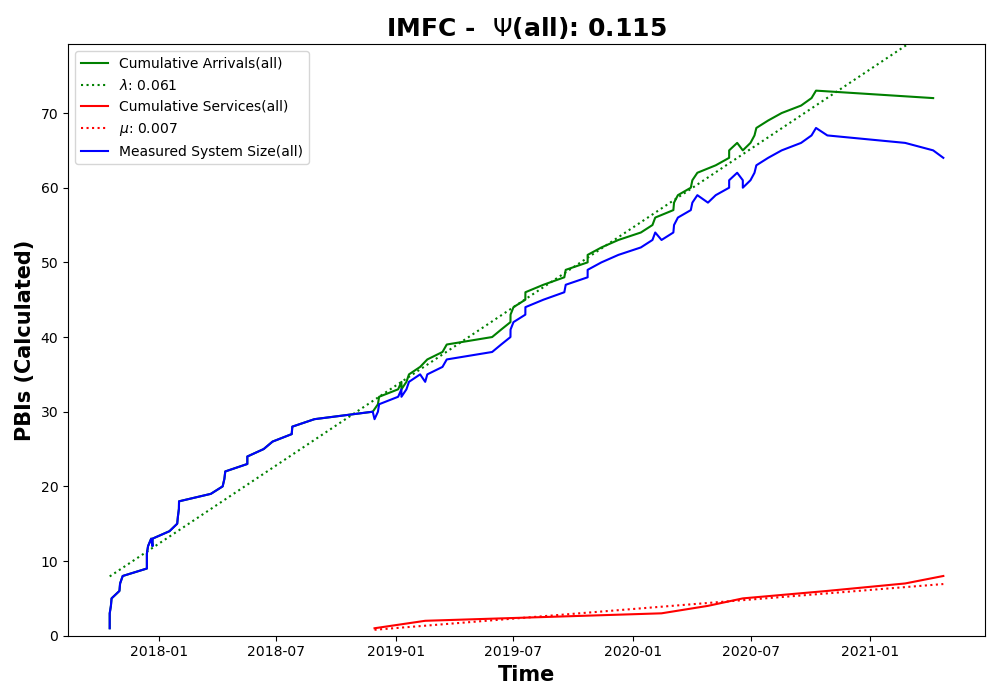 IMFC - Ψ(all): 0.115
Cumulative Arrivals(all)
λ: 0.061
Cumulative Services(all)
μ: 0.007
Measured System Size(all)
PBIs (Calculated)
70
60
50
40
30
20
10
0
2018-01 2018-07 2019-01 2019-07 2020-01 2020-07 2021-01
Time